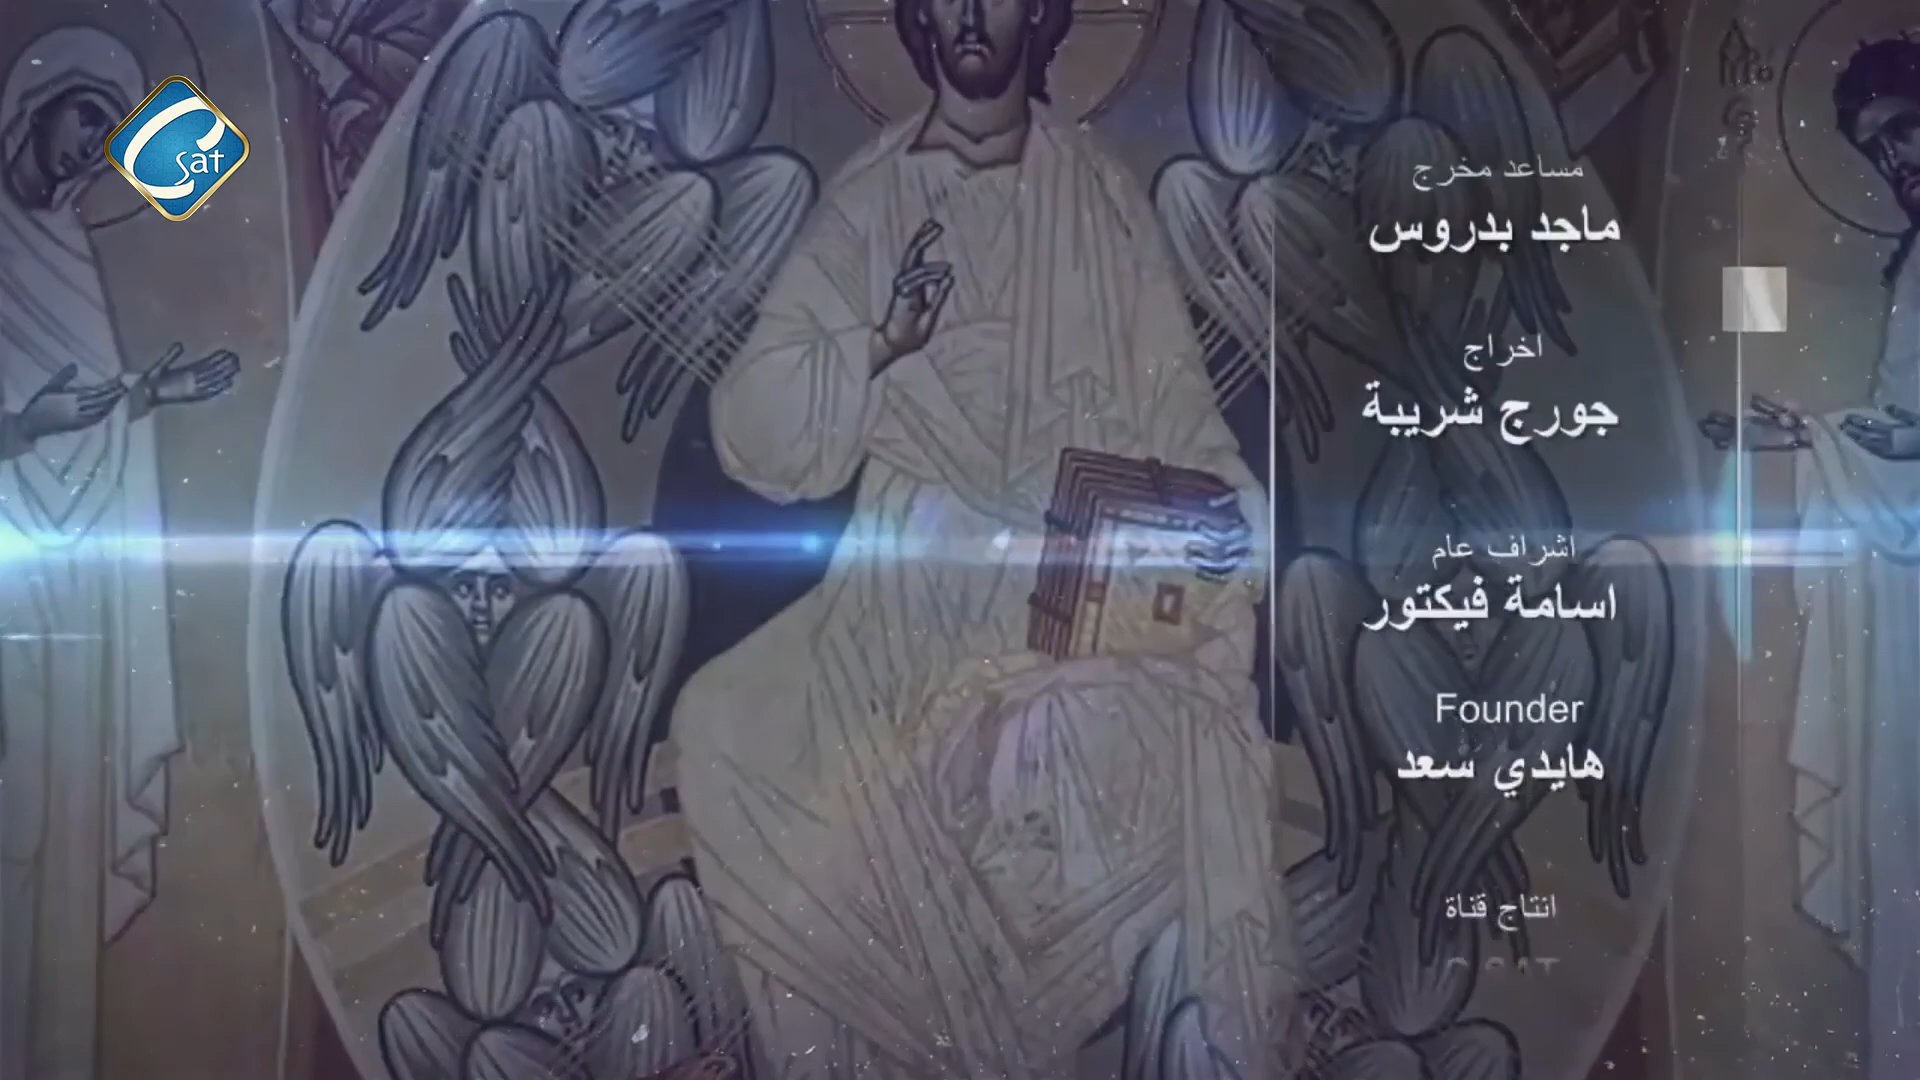 C sat
مساعد مخرج
ماجد بدروس
اخراج
جورج شريبة
اشراف عام
اسامة فيكتور
Founder
هايدي سعد
انتاج قناة